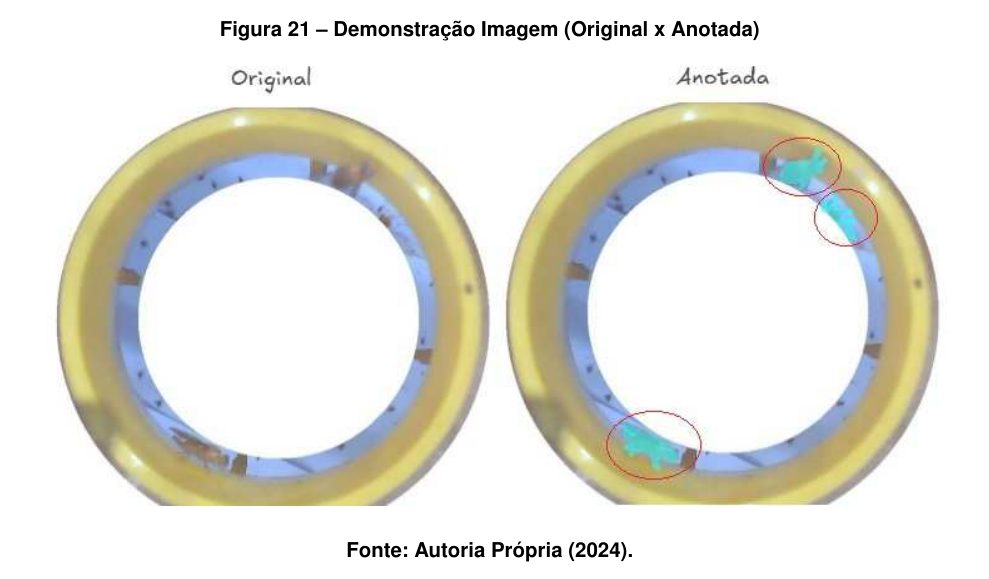 Figura 21 – Demonstração Imagem (Original x Anotada)
Original
Anotada
Fonte: Autoria Própria (2024).